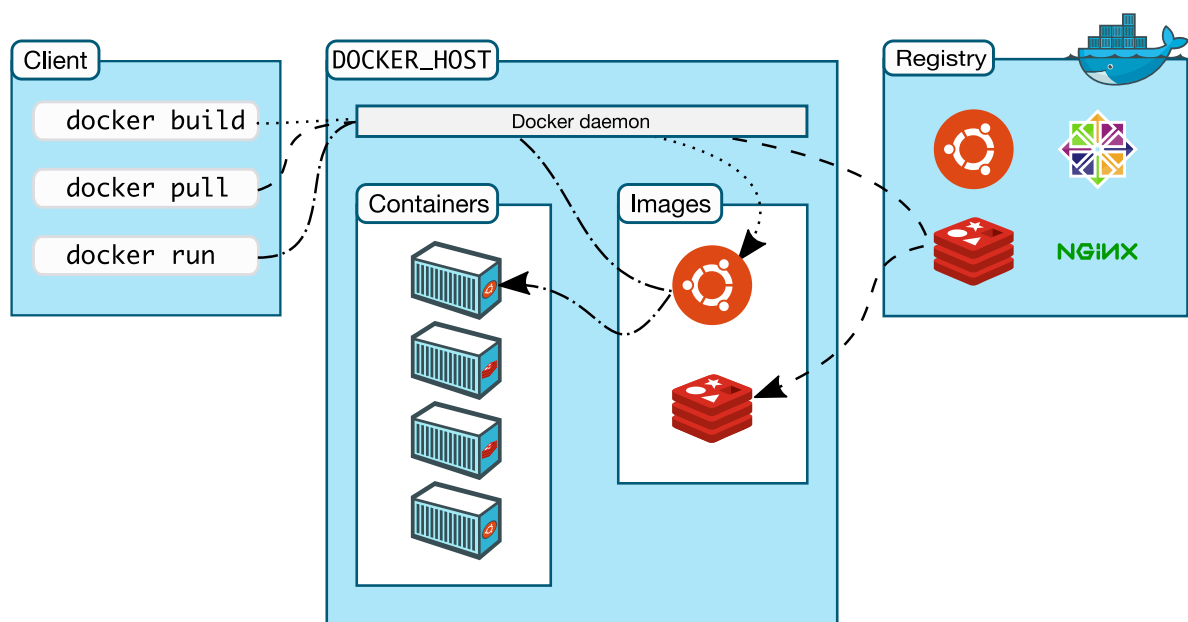 Client
docker build
docker pull
docker run
DOCKER_HOST
Docker daemon
Containers
Images
Registry
NGiNX